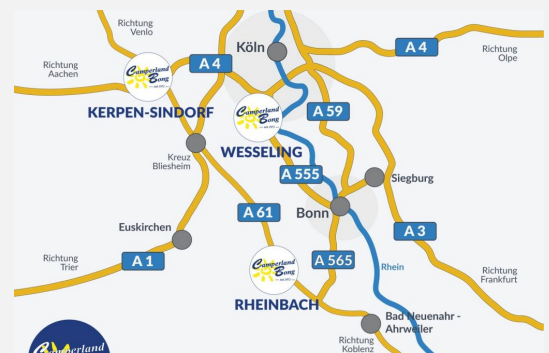 Richtung
Venlo
Köln
A 4
A 4
Richtung
Olpe
Richtung
Aachen
Camperland
Bong
KERPEN-SINDORF
Camperland
Bong
A 59
WESSELING
Kreuz
Bliesheim
A 555
Siegburg
A 61
Bonn
Euskirchen
A 3
Richtung
Trier
A 1
A 565
Camperland
Bong
Rhein
Richtung
Frankfurt
RHEINBACH
Bad Neuenahr -
Ahrweiler
Richtung
Koblenz
Camperland